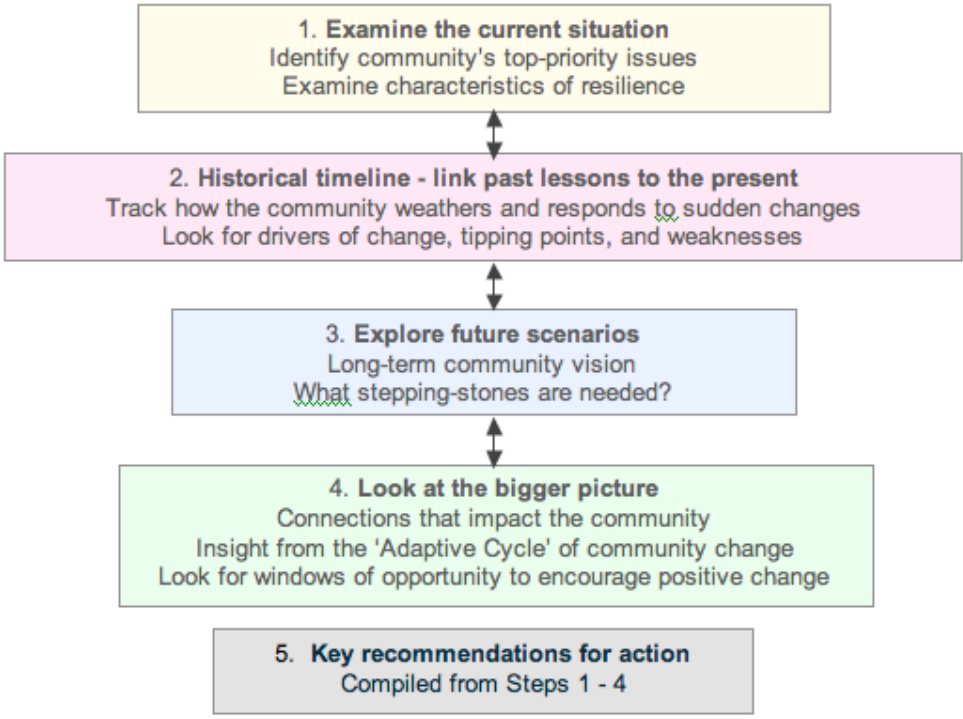 1. Examine the current situation
Identify community's top-priority issues
Examine characteristics of resilience
2. Historical timeline - link past lessons to the present
Track how the community weathers and responds to sudden changes
Look for drivers of change, tipping points, and weaknesses
3. Explore future scenarios
Long-term community vision
What stepping-stones are needed?
4. Look at the bigger picture
Connections that impact the community
Insight from the 'Adaptive Cycle' of community change
Look for windows of opportunity to encourage positive change
5. Key recommendations for action
Compiled from Steps 1 - 4